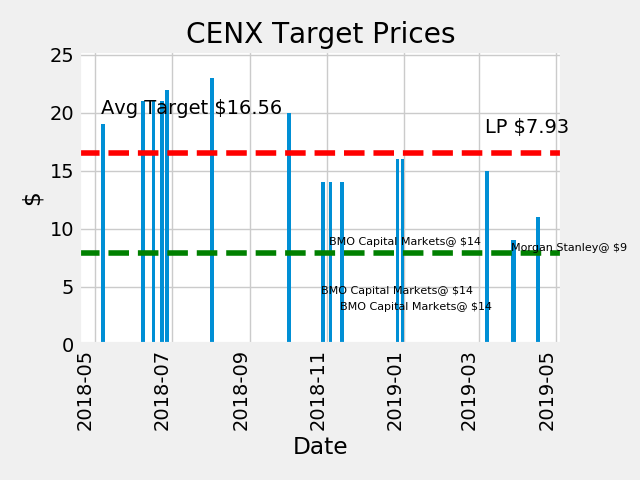 CENX Target Prices
25
20
15
10
5
0
$
Avg Target $16.56
LP $7.93
BMO Capital Markets@ $14
Morgan Stanley@ $9
BMO Capital Markets@ $14
BMO Capital Markets@ $14
2018-05
2018-07
2018-09
2018-11
2019-01
2019-03
2019-05
Date